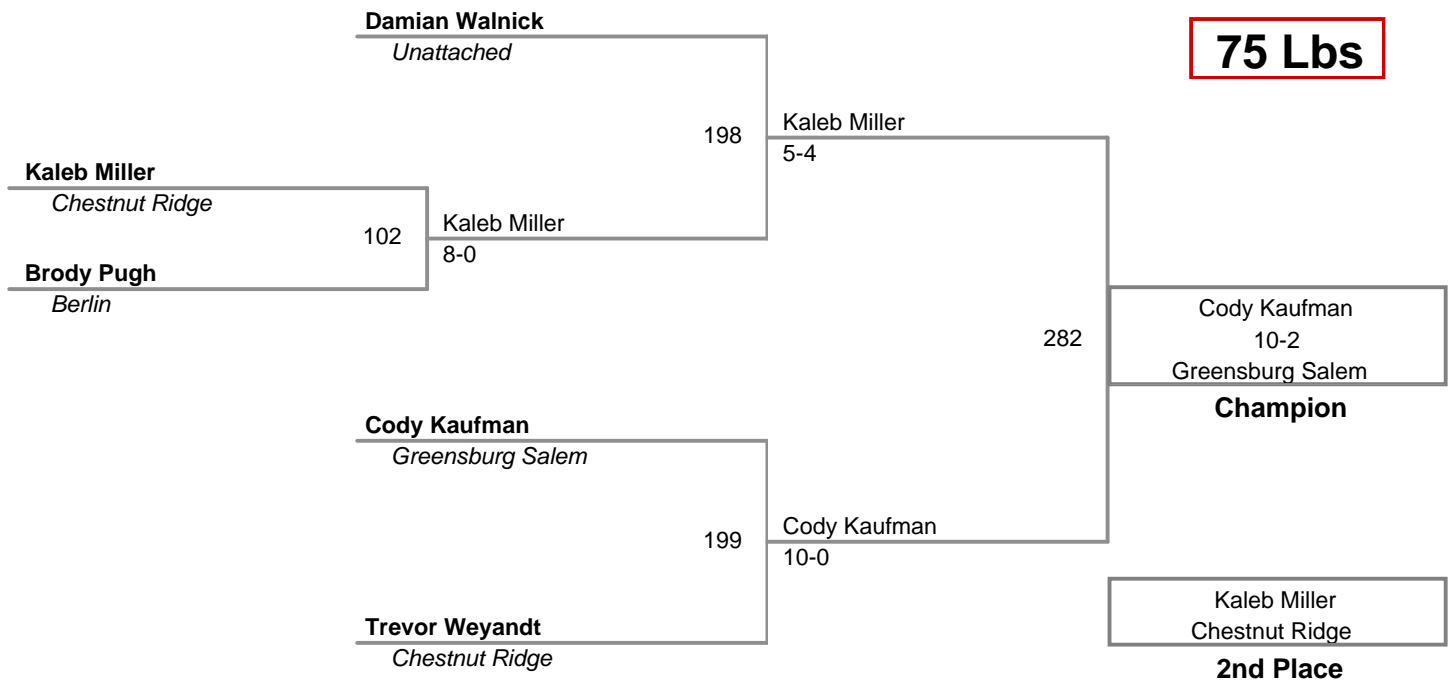 Damian Walnick
Unattached
75 Lbs
198
Kaleb Miller
5-4
Kaleb Miller
Chestnut Ridge
102
Kaleb Miller
8-0
Brody Pugh
Berlin
282
Cody Kaufman
10-2
Greensburg Salem
Champion
Cody Kaufman
Greensburg Salem
199
Cody Kaufman
10-0
Trevor Weyandt
Chestnut Ridge
Kaleb Miller
Chestnut Ridge
2nd Place